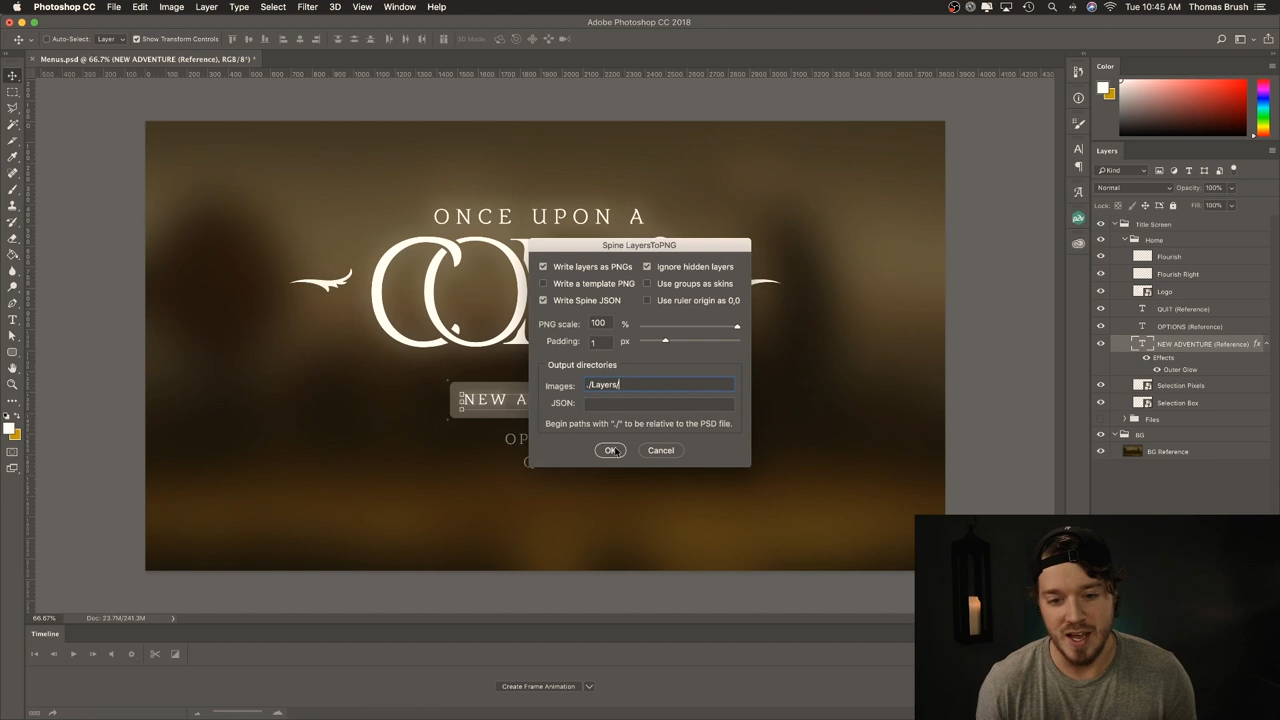 Photoshop CC File Edit Image Layer Type Select Filter 3D View Window Help Tue 10:45 AM Thomas Brush
Adobe Photoshop CC 2018
Auto-Select: Layer Show Transform Controls 3D Mode:
Menus.psd @ 66.7% (NEW ADVENTURE (Reference), RGB/8*) *
Color
Layers
Kind
Normal Opacity: 100%
Lock: Fill: 100%
Title Screen
Home
Flourish
Flourish Right
Logo
QUIT (Reference)
OPTIONS (Reference)
NEW ADVENTURE (Reference) fx
Effects
Outer Glow
Selection Pixels
Selection Box
Files
BG
BG Reference
ONCE UPON A
NEW A
OP
Spine LayersToPNG
Write layers as PNGs Ignore hidden layers
Write a template PNG Use groups as skins
Write Spine JSON Use ruler origin as 0,0
PNG scale: 100 %
Padding: 1 px
Output directories
Images: ./Layers/
JSON:
Begin paths with "./" to be relative to the PSD file.
OK Cancel
66.67% Doc: 23.7M/241.3M
Timeline
Create Frame Animation